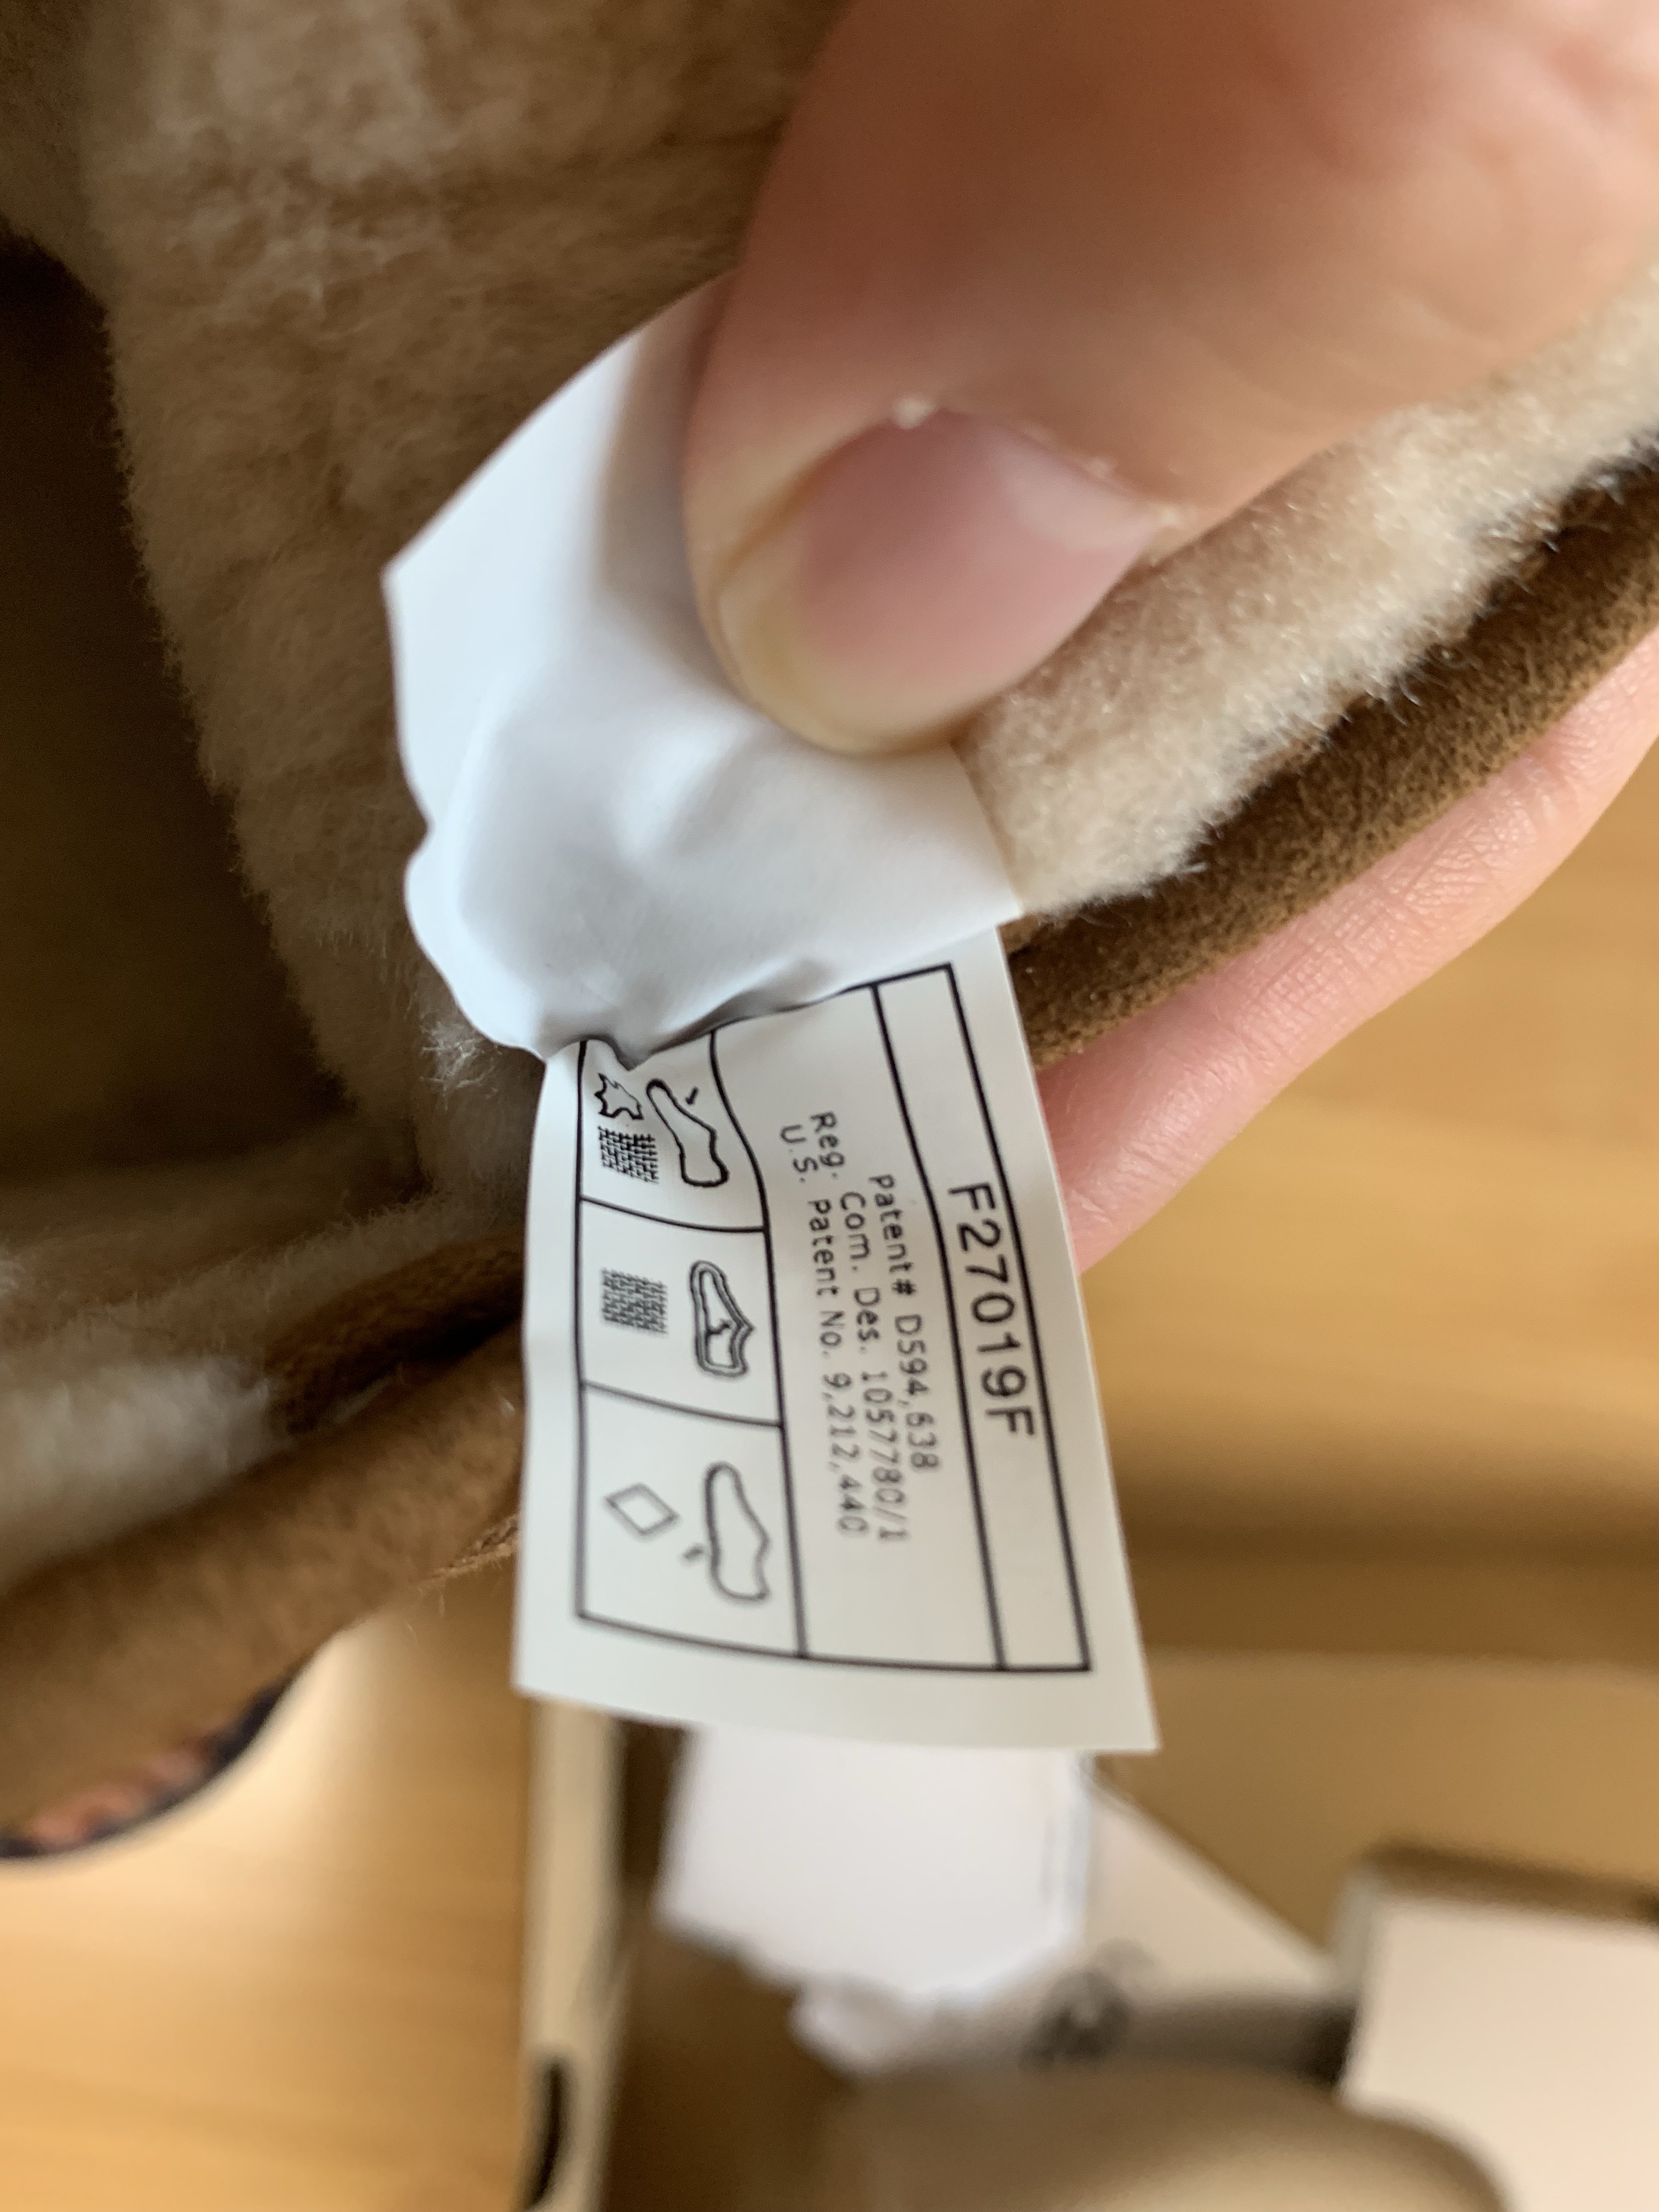 F27019F
Patent# D594,638
Reg. Com. Des. 1057780/1
U.S. Patent No. 9,212,440